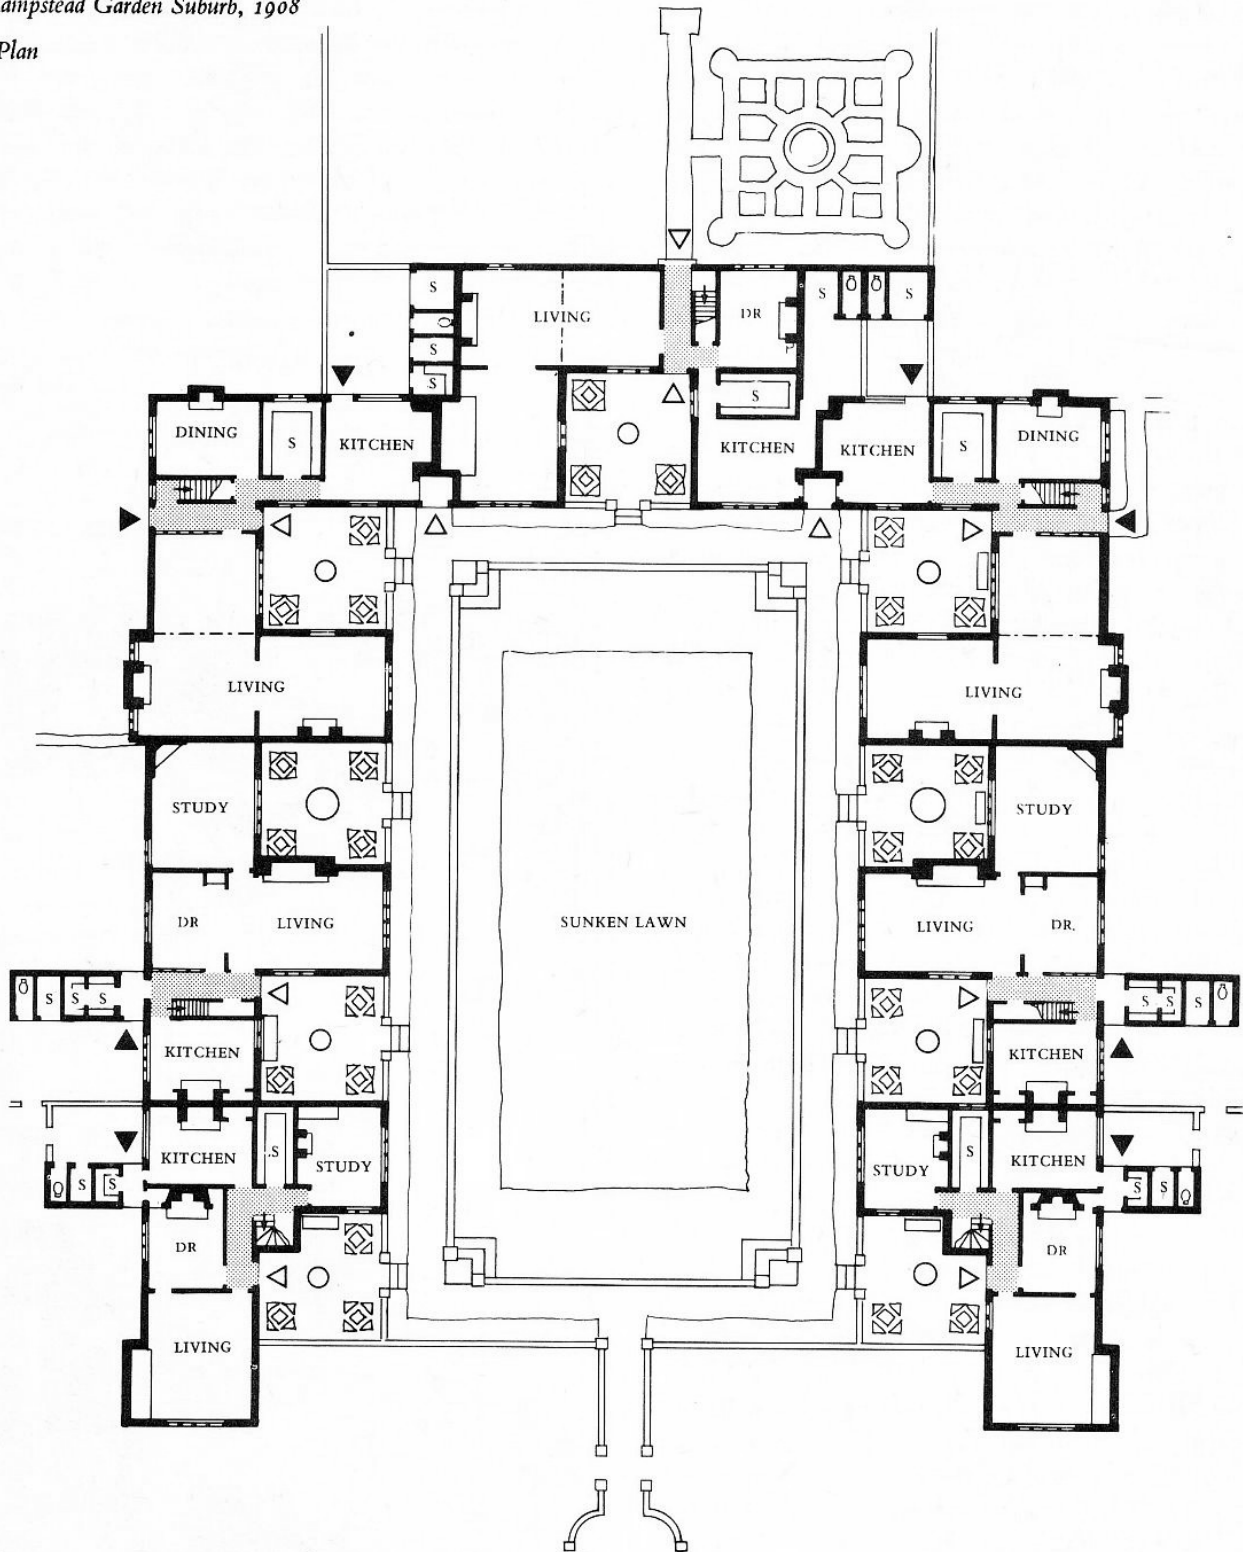 ampstead Garden Suburb, 1908
Plan
S
LIVING
DR
S
S
S
S
S
DINING
S
KITCHEN
KITCHEN
KITCHEN
S
DINING
LIVING
LIVING
STUDY
STUDY
DR
LIVING
SUNKEN LAWN
LIVING
DR.
S
S
S
S
S
S
KITCHEN
KITCHEN
KITCHEN
S
STUDY
STUDY
S
KITCHEN
S
S
S
S
DR
DR
LIVING
LIVING